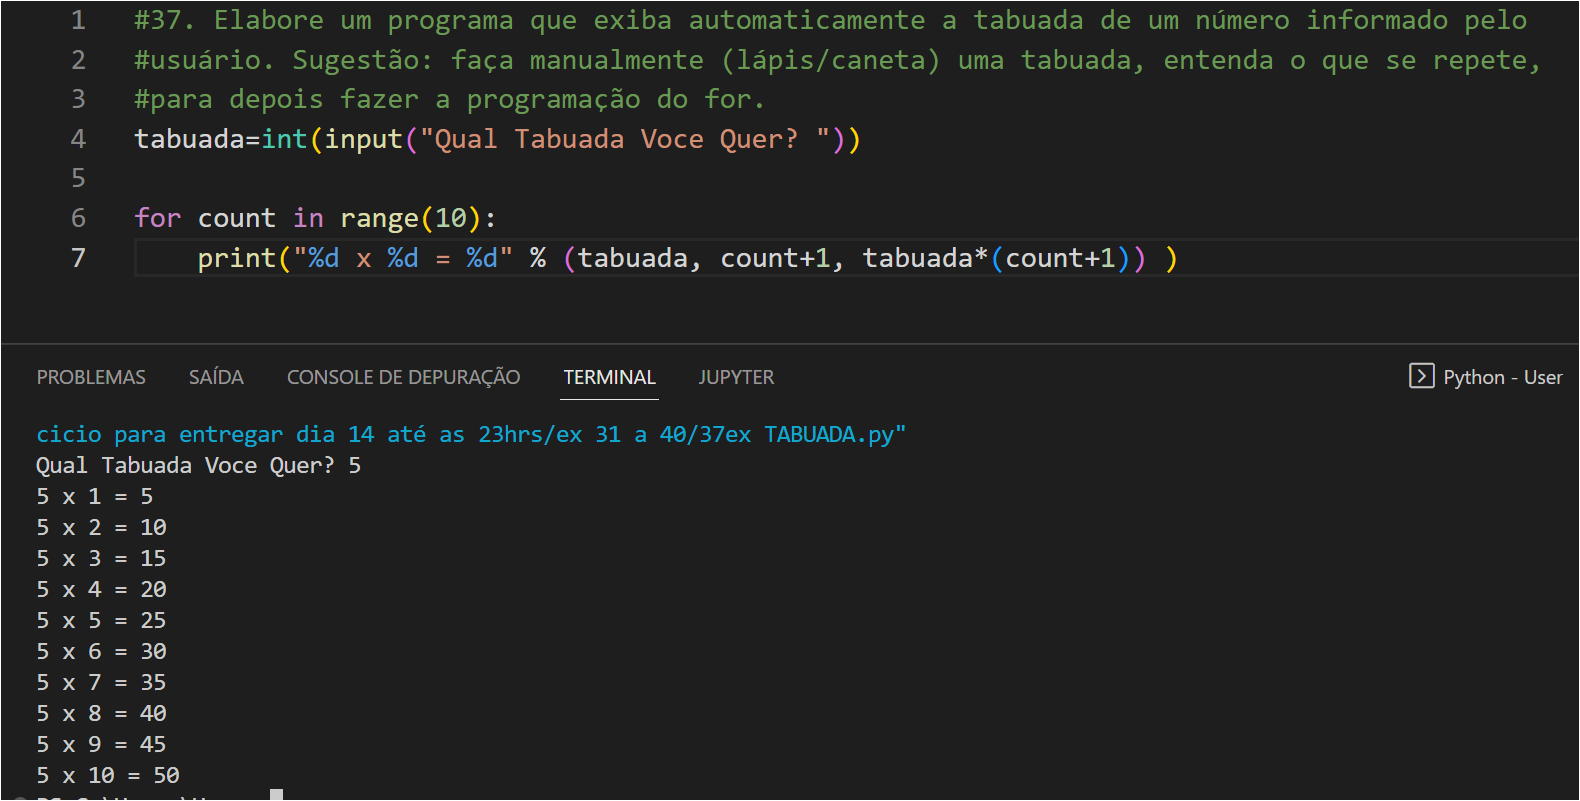 1 #37. Elabore um programa que exiba automaticamente a tabuada de um número informado pelo
2 #usuário. Sugestão: faça manualmente (lápis/caneta) uma tabuada, entenda o que se repete,
3 #para depois fazer a programação do for.
4 tabuada=int(input("Qual Tabuada Voce Quer? "))
5
6 for count in range(10):
7     print("%d x %d = %d" % (tabuada, count+1, tabuada*(count+1)) )
PROBLEMAS SAÍDA CONSOLE DE DEPURAÇÃO TERMINAL JUPYTER Python - User
cicio para entregar dia 14 até as 23hrs/ex 31 a 40/37ex TABUADA.py"
Qual Tabuada Voce Quer? 5
5 x 1 = 5
5 x 2 = 10
5 x 3 = 15
5 x 4 = 20
5 x 5 = 25
5 x 6 = 30
5 x 7 = 35
5 x 8 = 40
5 x 9 = 45
5 x 10 = 50